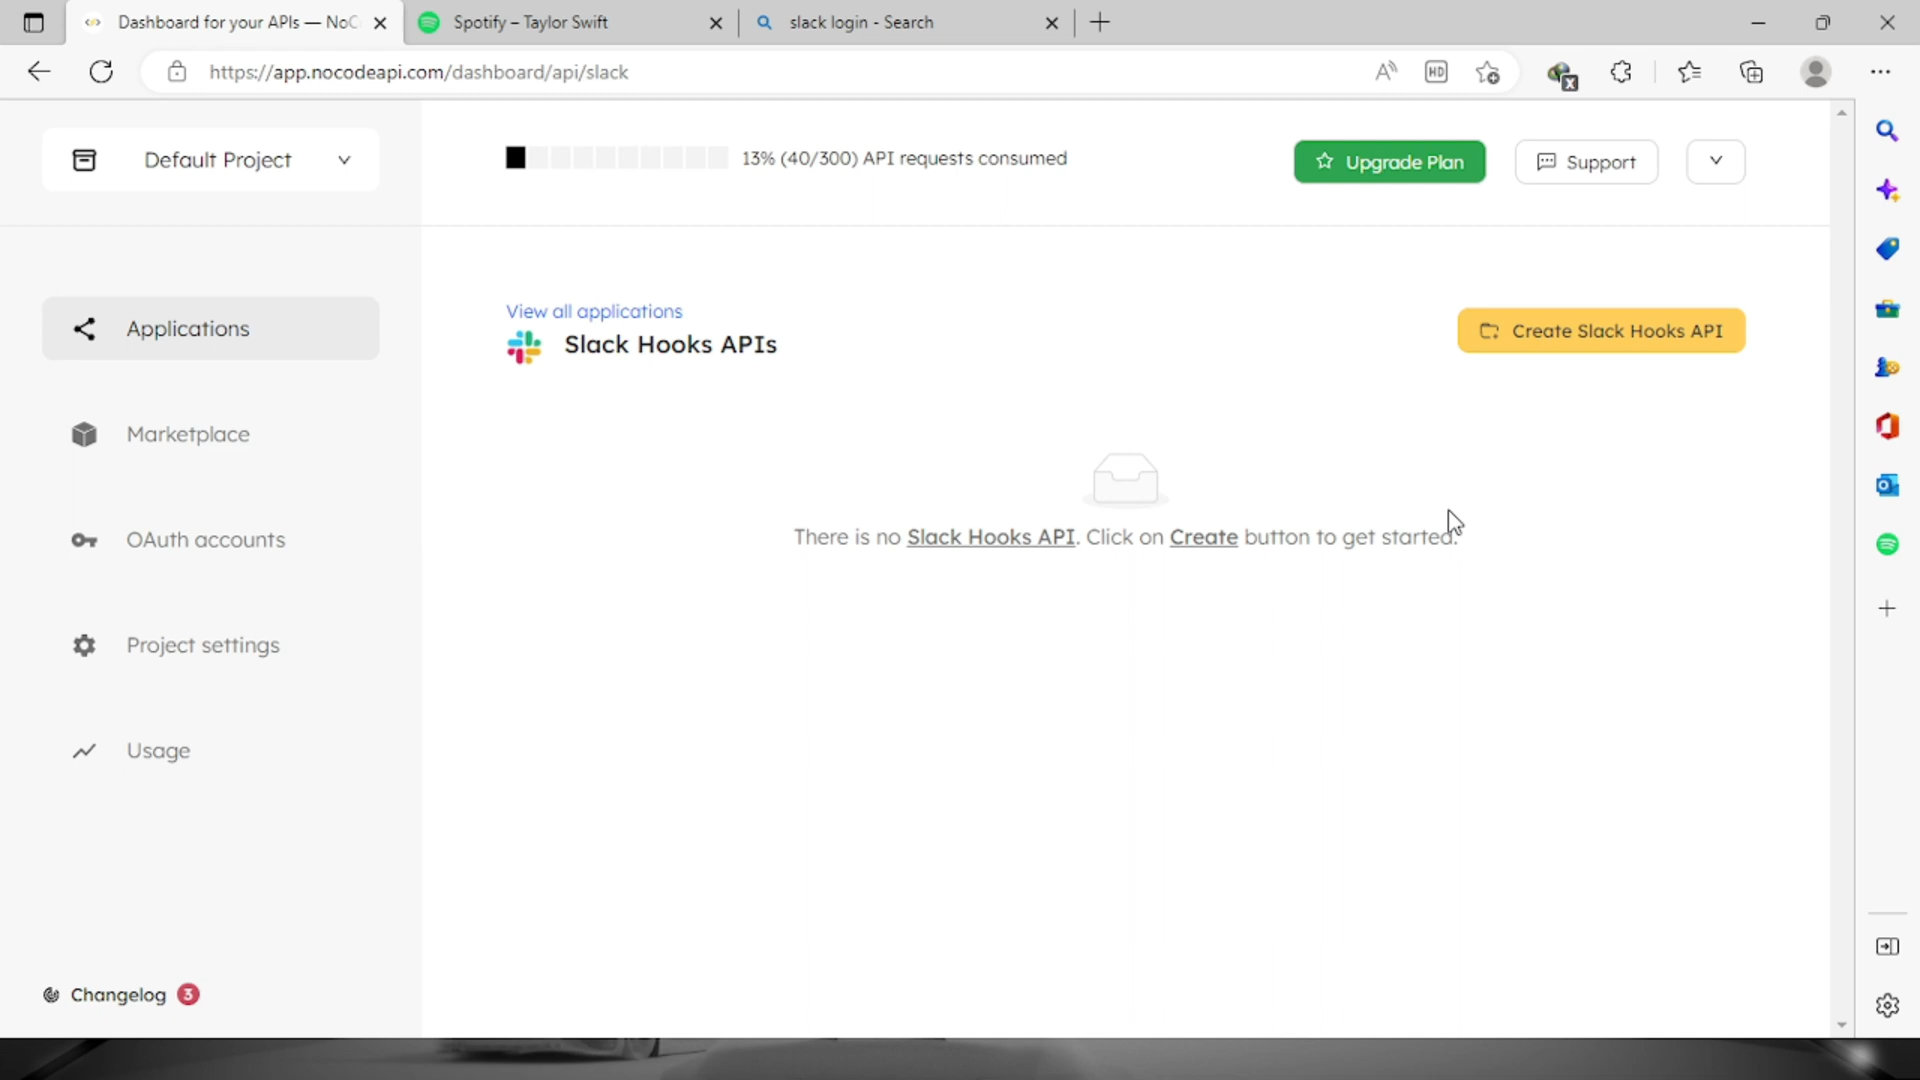 Dashboard for your APIs — NoC
Spotify – Taylor Swift
slack login - Search
https://app.nocodeapi.com/dashboard/api/slack
HD
Default Project
13% (40/300) API requests consumed
Upgrade Plan
Support
Applications
View all applications
Slack Hooks APIs
Create Slack Hooks API
Marketplace
There is no Slack Hooks API. Click on Create button to get started.
OAuth accounts
Project settings
Usage
Changelog 3